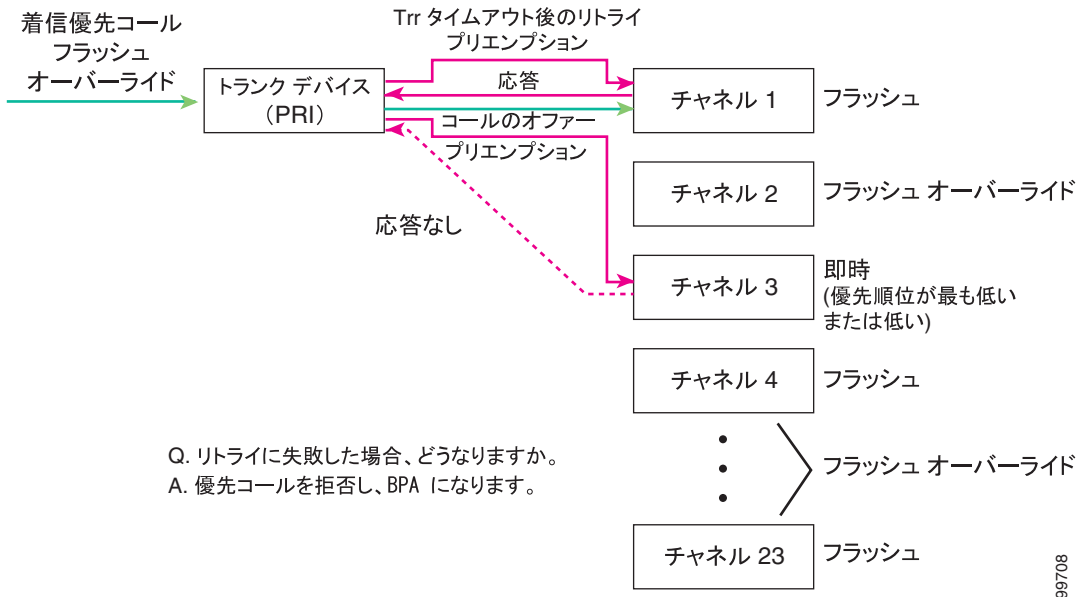 着信優先コール
フラッシュ
オーバーライド
Trr タイムアウト後のリトライ
プリエンプション
応答
トランク デバイス
(PRI)
コールのオファー
プリエンプション
応答なし
チャネル 1
フラッシュ
チャネル 2
フラッシュ オーバーライド
チャネル 3
即時
(優先順位が最も低い
または低い)
チャネル 4
フラッシュ
フラッシュ オーバーライド
Q. リトライに失敗した場合、どうなりますか。
A. 優先コールを拒否し、BPA になります。
チャネル 23
フラッシュ
99708